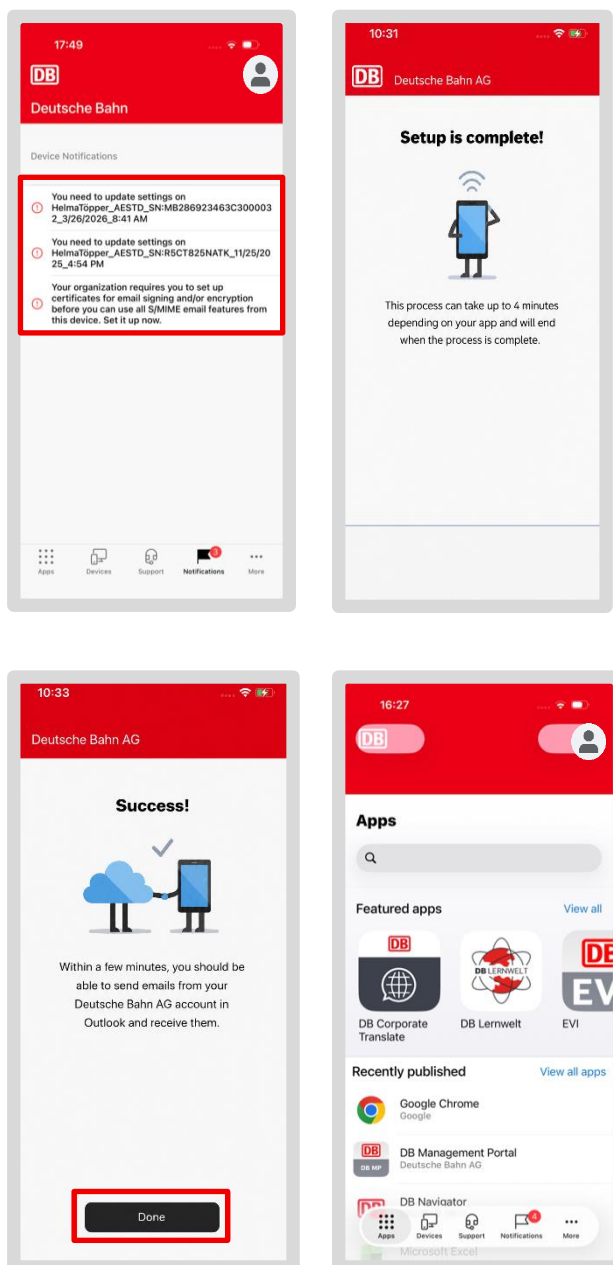 17:49
DB
Deutsche Bahn
Device Notifications
You need to update settings on
HelmaTöpper_AESTD_SN:MB286923463C300003
2_3/26/2026_8:41 AM
You need to update settings on
HelmaTöpper_AESTD_SN:R5CT825NATK_11/25/20
25_4:54 PM
Your organization requires you to set up
certificates for email signing and/or encryption
before you can use all S/MIME email features from
this device. Set it up now.
3
Apps Devices Support Notifications More
10:31
DB Deutsche Bahn AG
Setup is complete!
This process can take up to 4 minutes
depending on your app and will end
when the process is complete.
10:33
Deutsche Bahn AG
Success!
Within a few minutes, you should be
able to send emails from your
Deutsche Bahn AG account in
Outlook and receive them.
Done
16:27
DB
Apps
Featured apps View all
DB
DB LERNWELT
DB
EV
DB Corporate
Translate
DB Lernwelt
EVI
Recently published View all apps
Google Chrome
Google
DB
DB MP
DB Management Portal
Deutsche Bahn AG
DB Navigator
4
Apps Devices Support Notifications More
Microsoft Excel